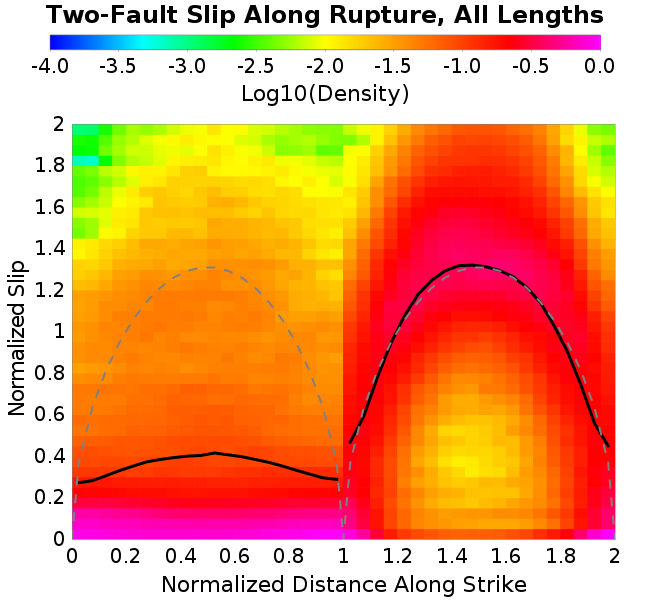 Two-Fault Slip Along Rupture, All Lengths
-4.0 -3.5 -3.0 -2.5 -2.0 -1.5 -1.0 -0.5 0.0
Log10(Density)
2
1.8
1.6
1.4
1.2
1
0.8
0.6
0.4
0.2
0
Normalized Slip
0 0.2 0.4 0.6 0.8 1 1.2 1.4 1.6 1.8 2
Normalized Distance Along Strike